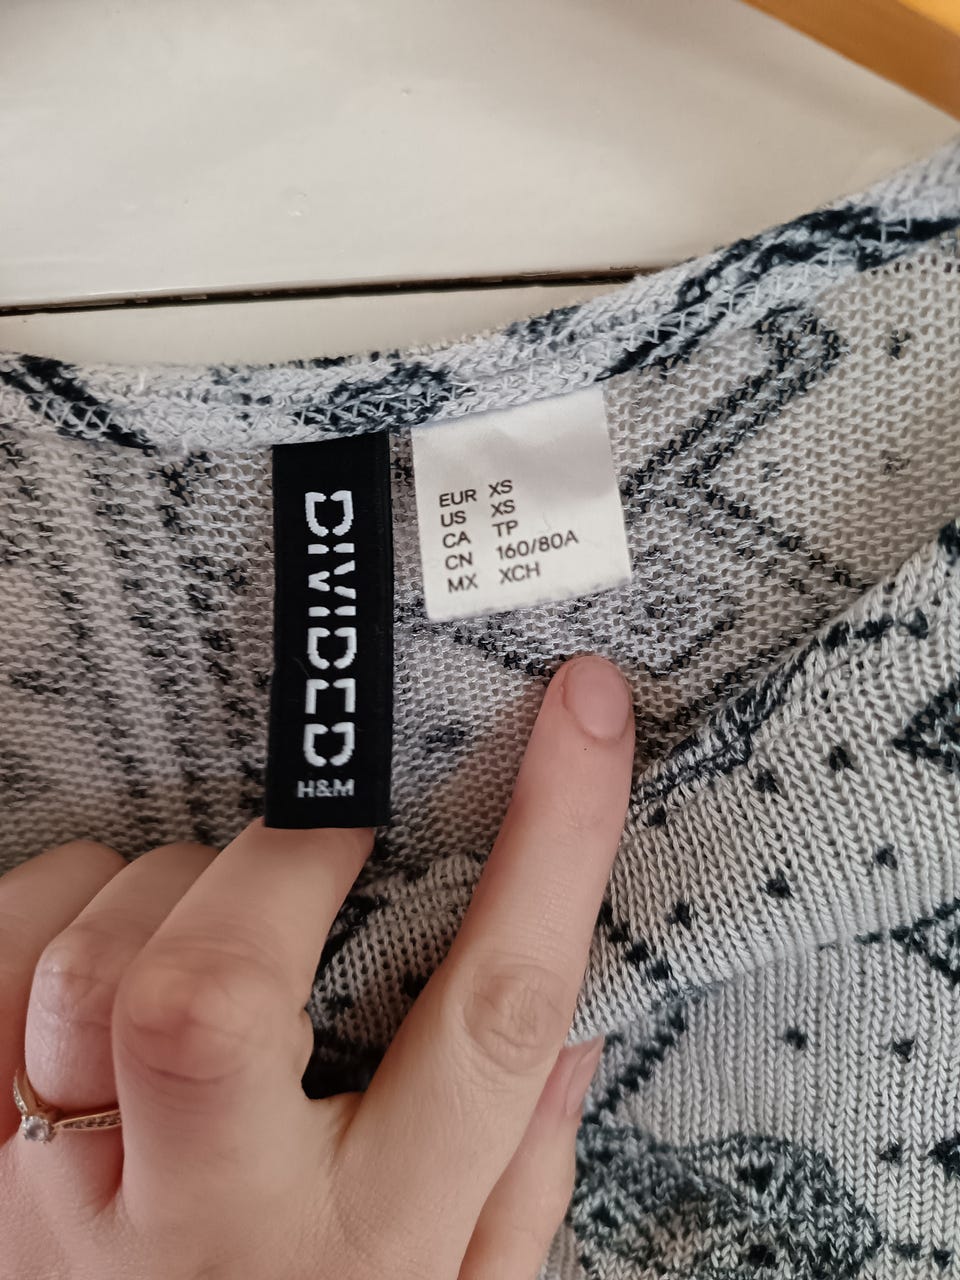 DIVIDED
H&M
EUR XS
US XS
CA TP
CN 160/80A
MX XCH